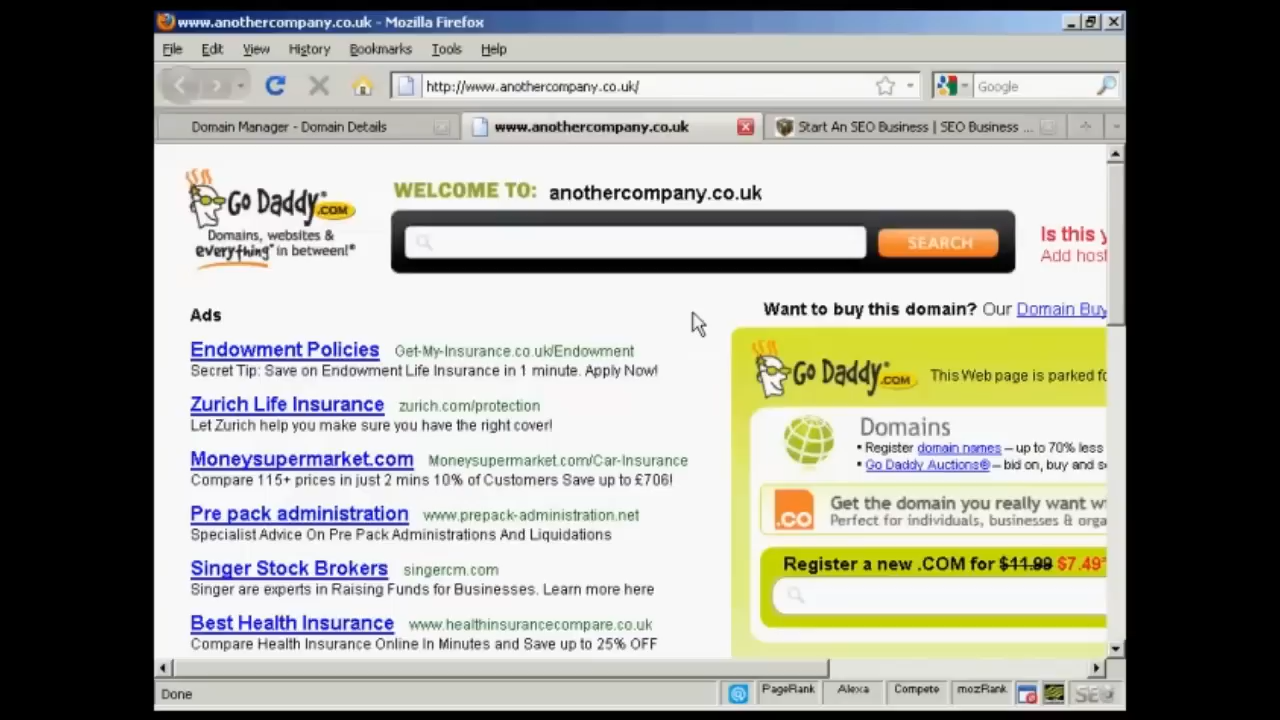 www.anothercompany.co.uk - Mozilla Firefox
File Edit View History Bookmarks Tools Help
http://www.anothercompany.co.uk/
Google
Domain Manager - Domain Details
www.anothercompany.co.uk
Start An SEO Business | SEO Business ...
Go Daddy.COM
Domains, websites &
everything* in between!*
WELCOME TO: anothercompany.co.uk
SEARCH
Is this y
Add host
Ads
Endowment Policies Get-My-Insurance.co.uk/Endowment
Secret Tip: Save on Endowment Life Insurance in 1 minute. Apply Now!
Zurich Life Insurance zurich.com/protection
Let Zurich help you make sure you have the right cover!
Moneysupermarket.com Moneysupermarket.com/Car-Insurance
Compare 115+ prices in just 2 mins 10% of Customers Save up to £706!
Pre pack administration www.prepack-administration.net
Specialist Advice On Pre Pack Administrations And Liquidations
Singer Stock Brokers singercm.com
Singer are experts in Raising Funds for Businesses. Learn more here
Best Health Insurance www.healthinsurancecompare.co.uk
Compare Health Insurance Online In Minutes and Save up to 25% OFF
Want to buy this domain? Our Domain Buy
Go Daddy.COM
This Web page is parked fo
Domains
• Register domain names – up to 70% less
• Go Daddy Auctions® – bid on, buy and se
.co
Get the domain you really want w
Perfect for individuals, businesses & orga
Register a new .COM for $11.99 $7.49*
Done
PageRank
Alexa
Compete
mozRank
SE